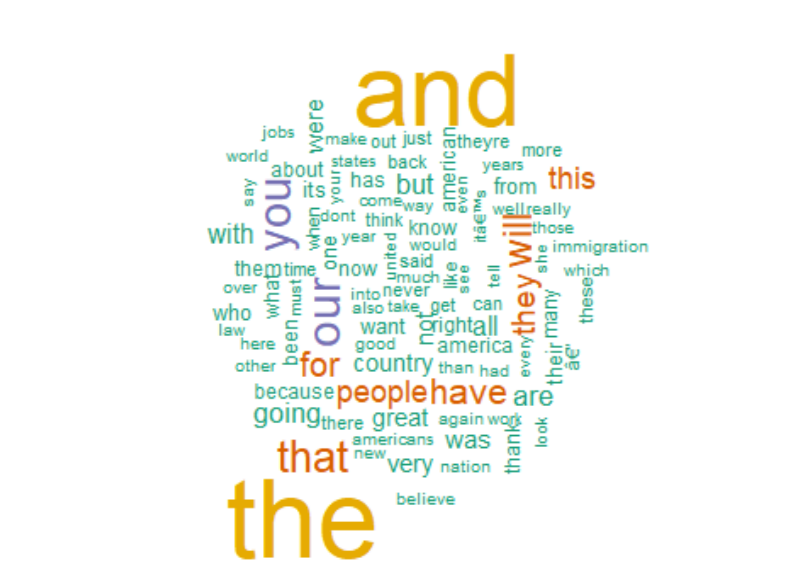 and
jobs
were
make
out
just
american
theyre
more
world
about
states
back
years
say
you
its
your
has
but
even
from
this
come
way
itâ€™s
well
really
with
when
dont
think
know
will
those
one
year
united
would
she
immigration
them
time
now
said
much
like
see
tell
which
over
what
must
our
into
never
these
who
also
take
get
can
they
many
law
want
not
right
all
here
been
good
america
every
their
â€"
other
for
country
than
had
because
people
have
are
going
there
great
again
work
thank
look
americans
was
that
new
very
nation
the
believe